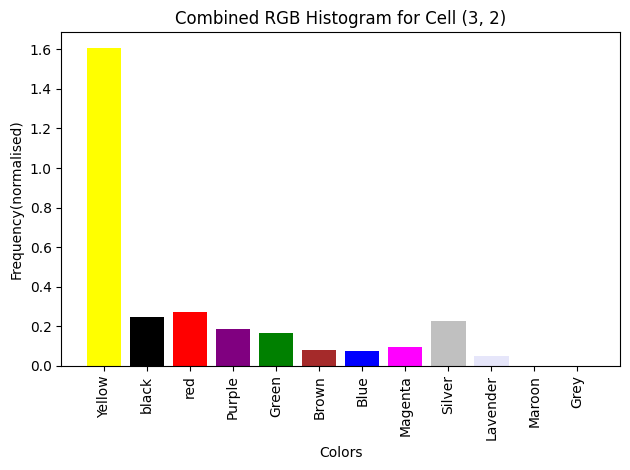 Combined RGB Histogram for Cell (3, 2)
Frequency(normalised)
1.6
1.4
1.2
1.0
0.8
0.6
0.4
0.2
0.0
Yellow
black
red
Purple
Green
Brown
Blue
Magenta
Silver
Lavender
Maroon
Grey
Colors